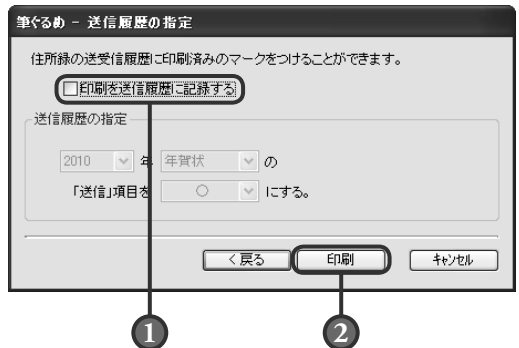 筆ぐるめ - 送信履歴の指定
住所録の送受信履歴に印刷済みのマークをつけることができます。
印刷を送信履歴に記録する
送信履歴の指定
2010 年 年賀状 の
「送信」項目を ○ にする。
< 戻る 印刷 キャンセル
1 2